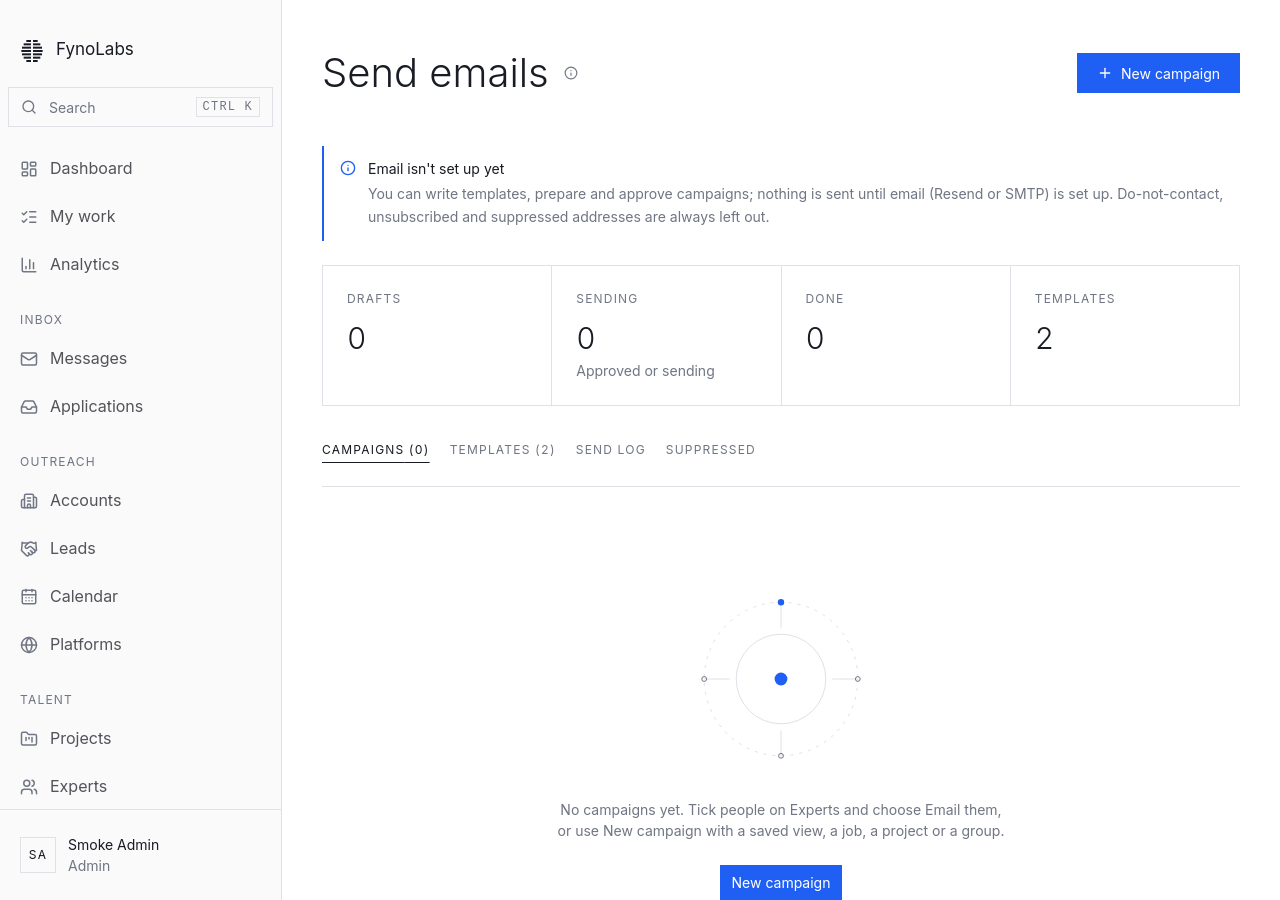 FynoLabs
Search
CTRL K
Dashboard
My work
Analytics
INBOX
Messages
Applications
OUTREACH
Accounts
Leads
Calendar
Platforms
TALENT
Projects
Experts
SA
Smoke Admin
Admin
Send emails
New campaign
Email isn't set up yet
You can write templates, prepare and approve campaigns; nothing is sent until email (Resend or SMTP) is set up. Do-not-contact,
unsubscribed and suppressed addresses are always left out.
DRAFTS
0
SENDING
0
Approved or sending
DONE
0
TEMPLATES
2
CAMPAIGNS (0)
TEMPLATES (2)
SEND LOG
SUPPRESSED
No campaigns yet. Tick people on Experts and choose Email them,
or use New campaign with a saved view, a job, a project or a group.
New campaign